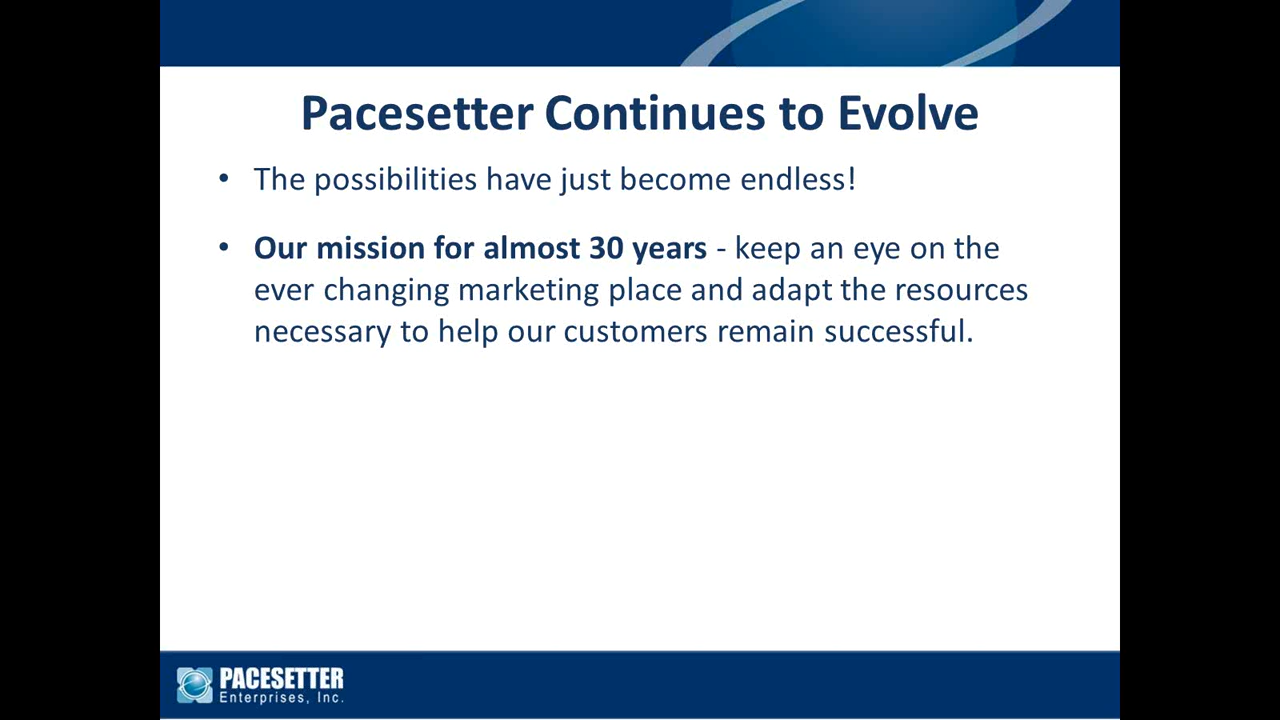 Pacesetter Continues to Evolve
• The possibilities have just become endless!
• Our mission for almost 30 years - keep an eye on the
ever changing marketing place and adapt the resources
necessary to help our customers remain successful.
PACESETTER
Enterprises, Inc.